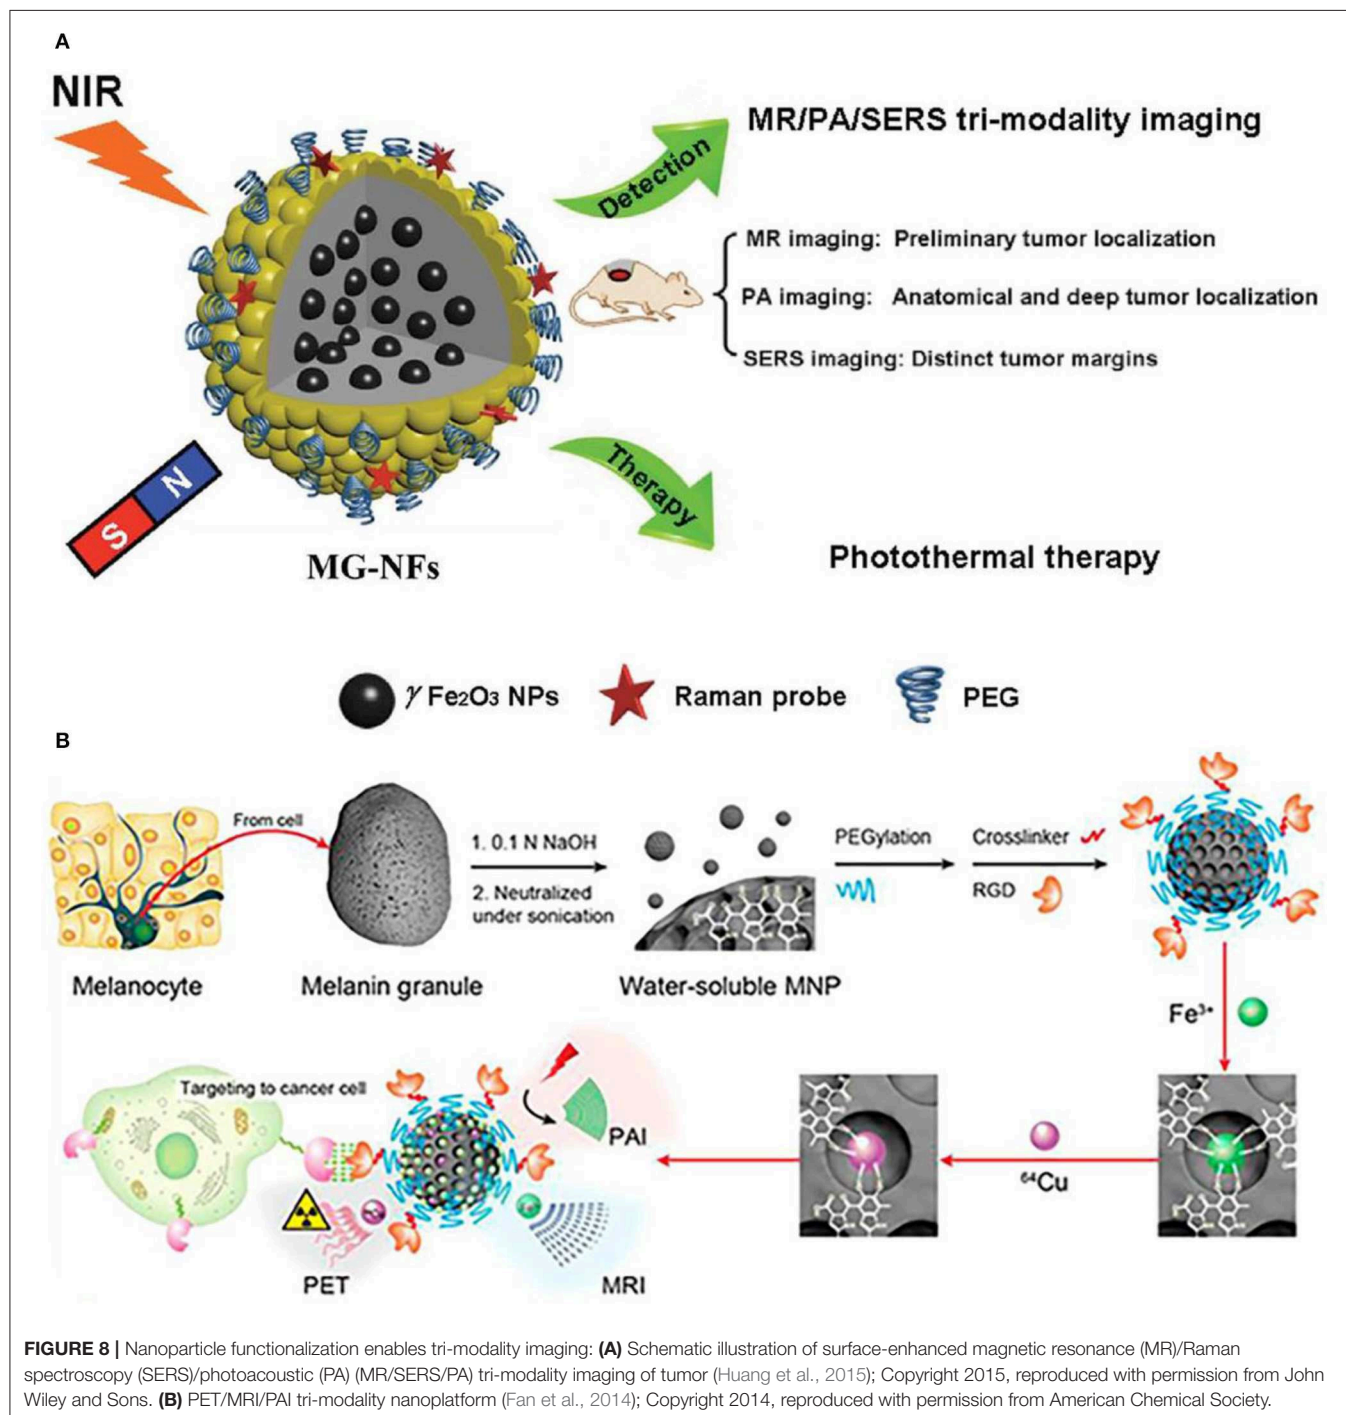 A
NIR
MR/PA/SERS tri-modality imaging
Detection
MR imaging: Preliminary tumor localization
PA imaging: Anatomical and deep tumor localization
SERS imaging: Distinct tumor margins
N
S
Therapy
MG-NFs
Photothermal therapy
γ Fe₂O₃ NPs
Raman probe
PEG
B
From cell
1. 0.1 N NaOH
2. Neutralized
under sonication
PEGylation
Crosslinker
RGD
Melanocyte
Melanin granule
Water-soluble MNP
Fe³⁺
Targeting to cancer cell
PAI
⁶⁴Cu
PET
MRI
FIGURE 8 | Nanoparticle functionalization enables tri-modality imaging: (A) Schematic illustration of surface-enhanced magnetic resonance (MR)/Raman
spectroscopy (SERS)/photoacoustic (PA) (MR/SERS/PA) tri-modality imaging of tumor (Huang et al., 2015); Copyright 2015, reproduced with permission from John
Wiley and Sons. (B) PET/MRI/PAI tri-modality nanoplatform (Fan et al., 2014); Copyright 2014, reproduced with permission from American Chemical Society.